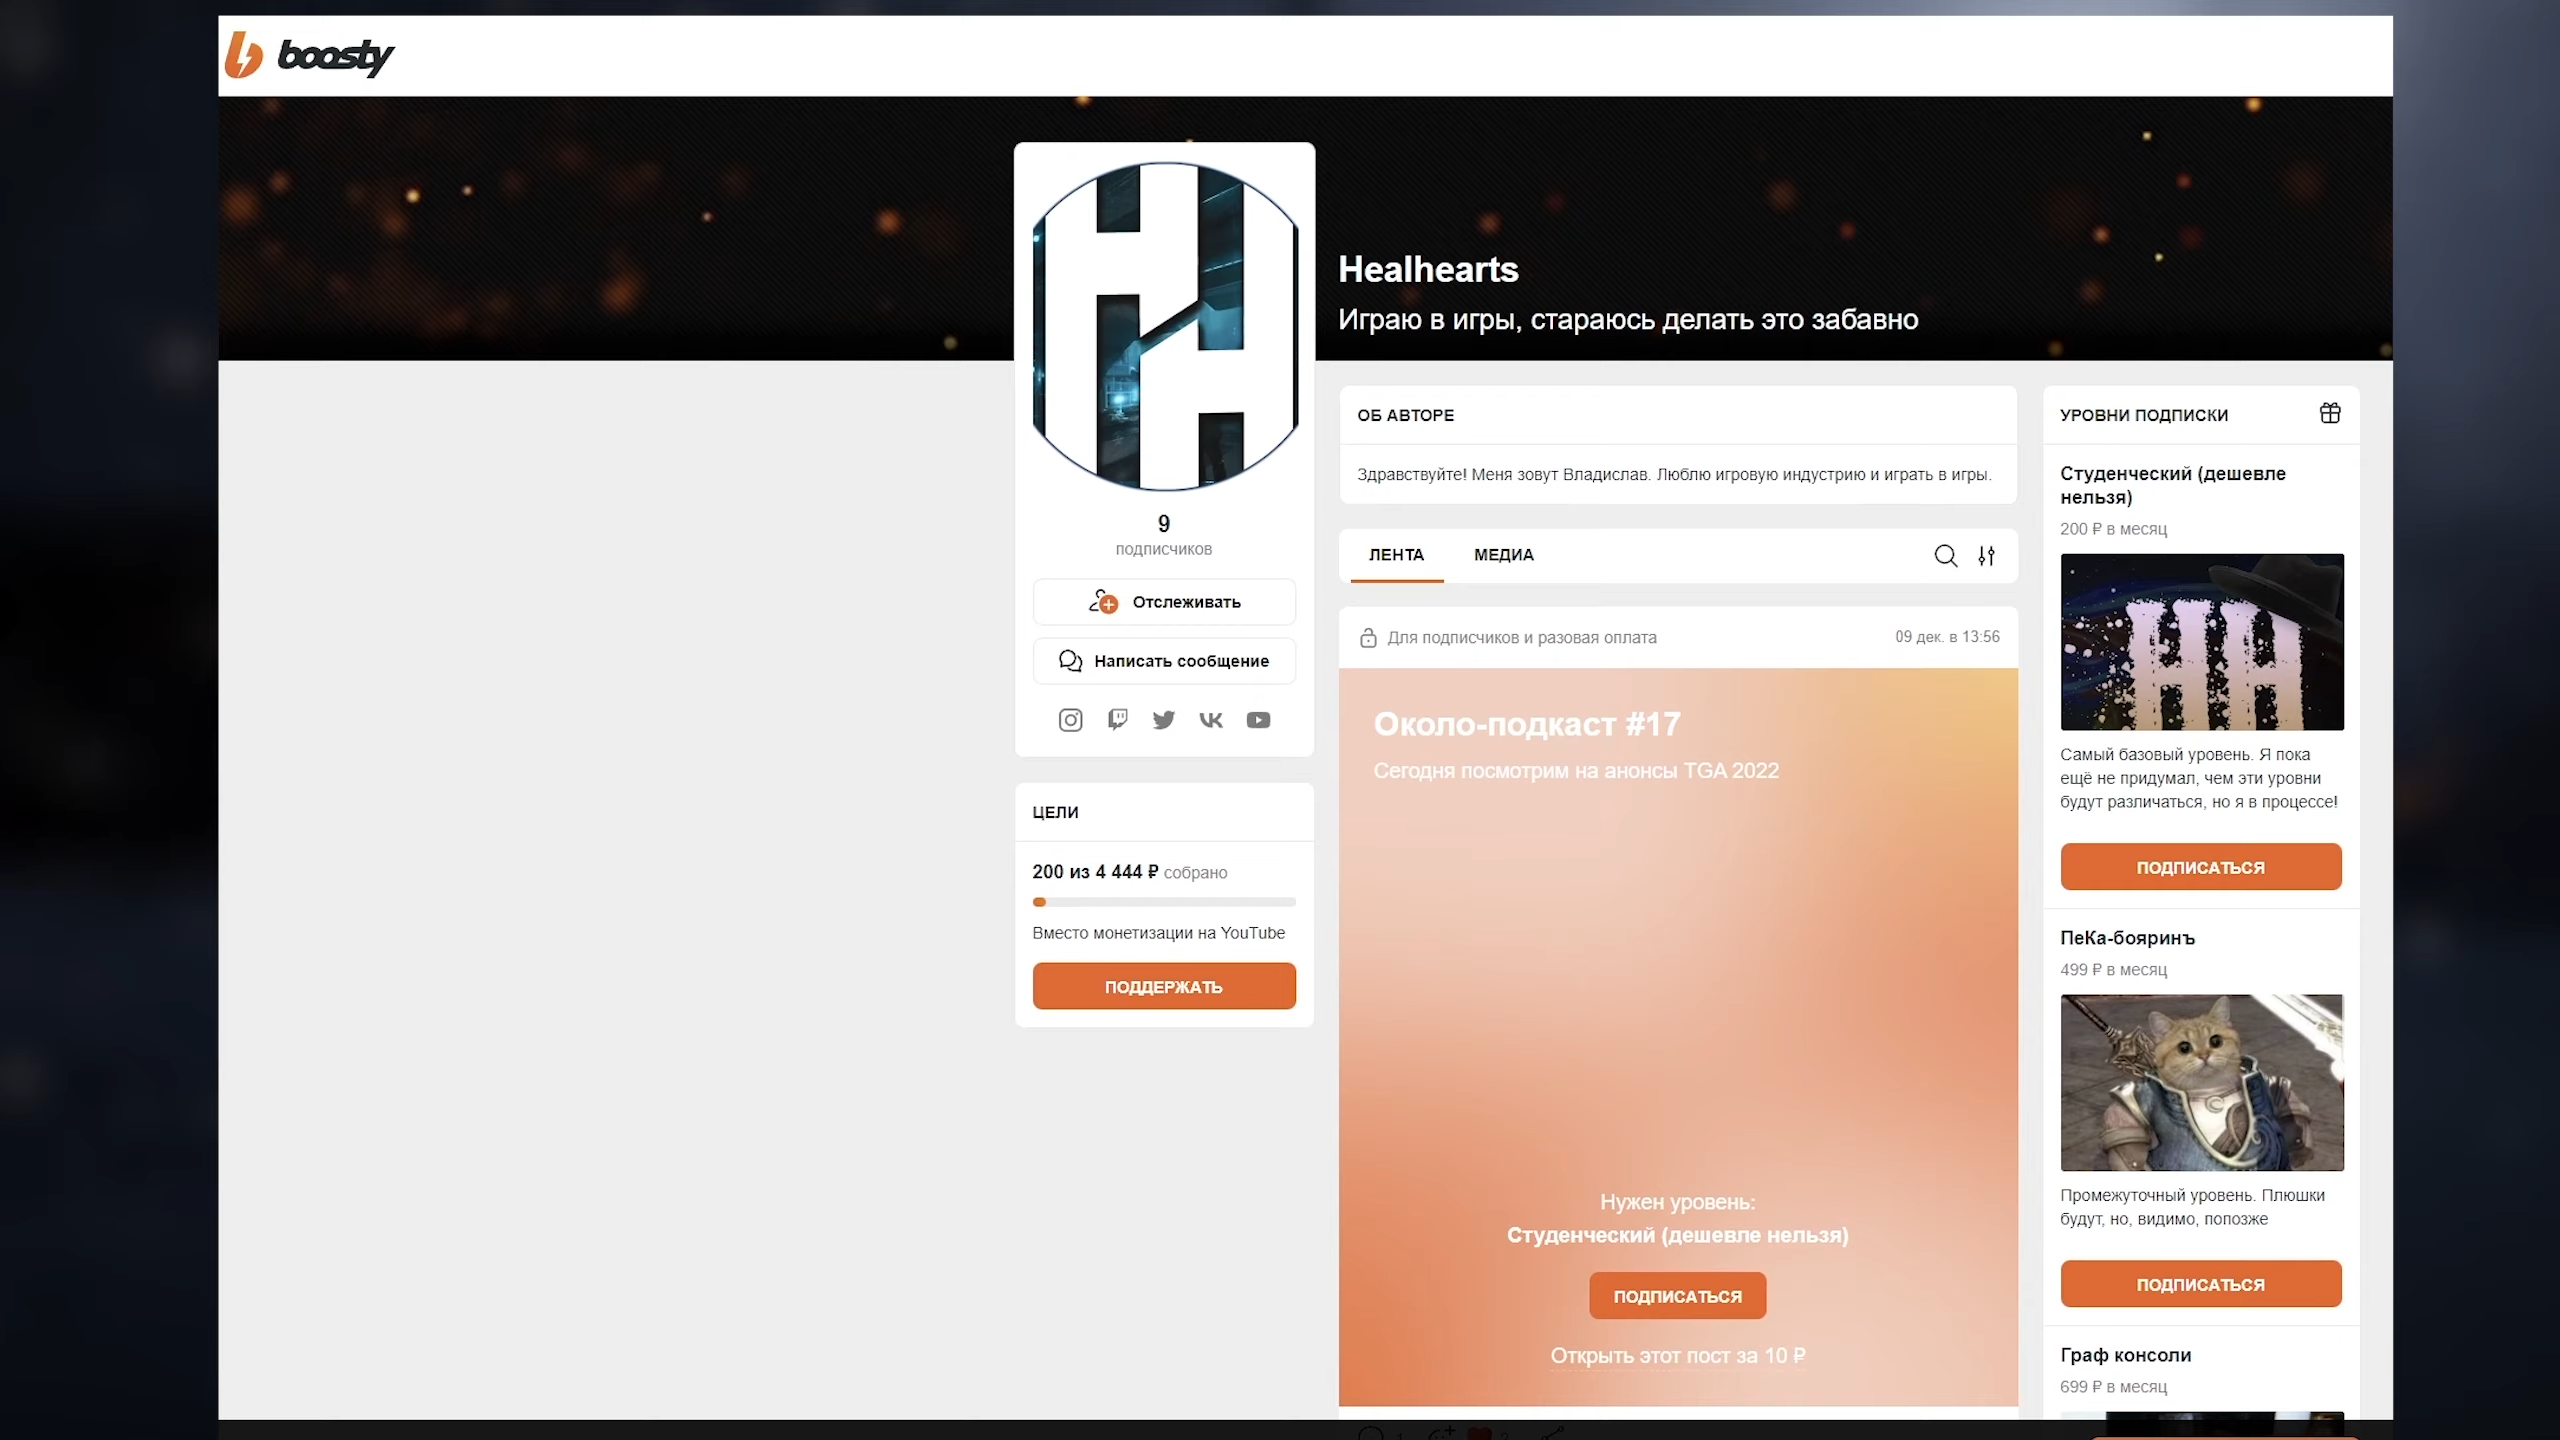 boosty
Healhearts
Играю в игры, стараюсь делать это забавно
9
подписчиков
Отслеживать
Написать сообщение
ЦЕЛИ
200 из 4 444 ₽ собрано
Вместо монетизации на YouTube
ПОДДЕРЖАТЬ
ОБ АВТОРЕ
Здравствуйте! Меня зовут Владислав. Люблю игровую индустрию и играть в игры.
ЛЕНТА МЕДИА
Для подписчиков и разовая оплата 09 дек. в 13:56
Около-подкаст #17
Сегодня посмотрим на анонсы TGA 2022
Нужен уровень:
Студенческий (дешевле нельзя)
ПОДПИСАТЬСЯ
Открыть этот пост за 10 ₽
УРОВНИ ПОДПИСКИ
Студенческий (дешевле
нельзя)
200 ₽ в месяц
HH
Самый базовый уровень. Я пока
ещё не придумал, чем эти уровни
будут различаться, но я в процессе!
ПОДПИСАТЬСЯ
ПеКа-бояринъ
499 ₽ в месяц
Промежуточный уровень. Плюшки
будут, но, видимо, попозже
ПОДПИСАТЬСЯ
Граф консоли
699 ₽ в месяц